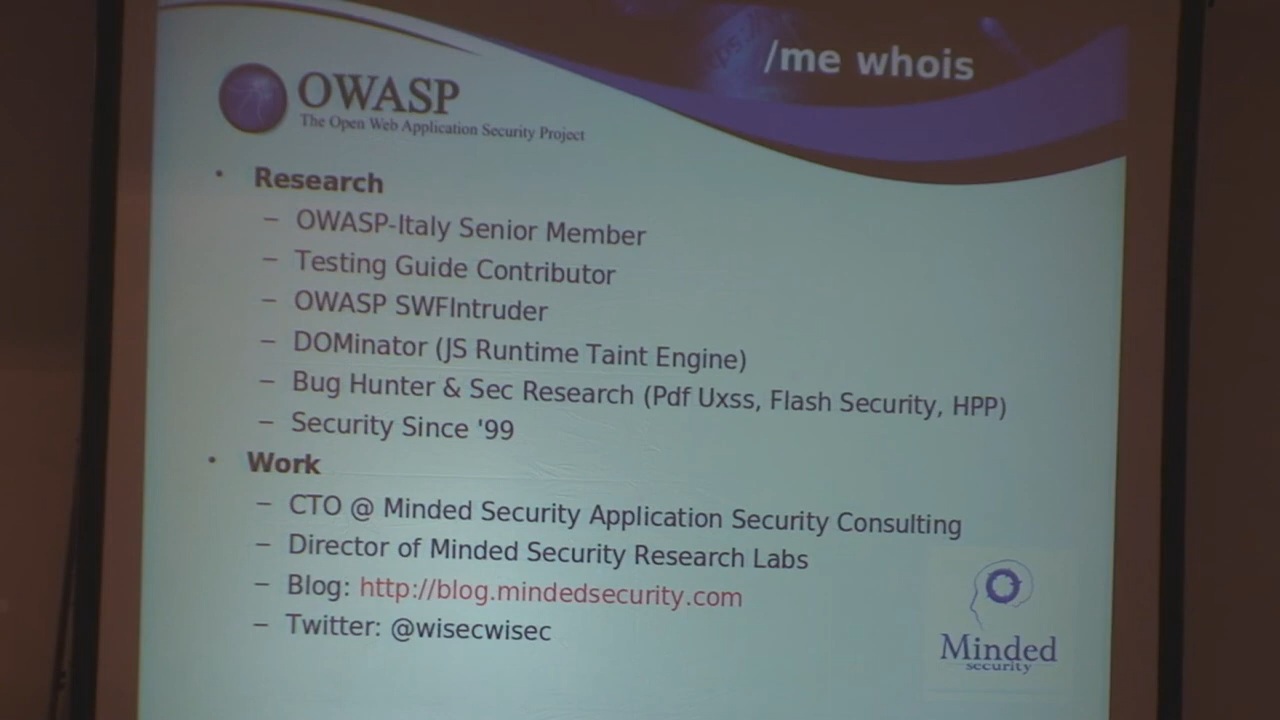 /me whois
OWASP
The Open Web Application Security Project
• Research
– OWASP-Italy Senior Member
– Testing Guide Contributor
– OWASP SWFIntruder
– DOMinator (JS Runtime Taint Engine)
– Bug Hunter & Sec Research (Pdf Uxss, Flash Security, HPP)
– Security Since '99
• Work
– CTO @ Minded Security Application Security Consulting
– Director of Minded Security Research Labs
– Blog: http://blog.mindedsecurity.com
– Twitter: @wisecwisec
Minded
security